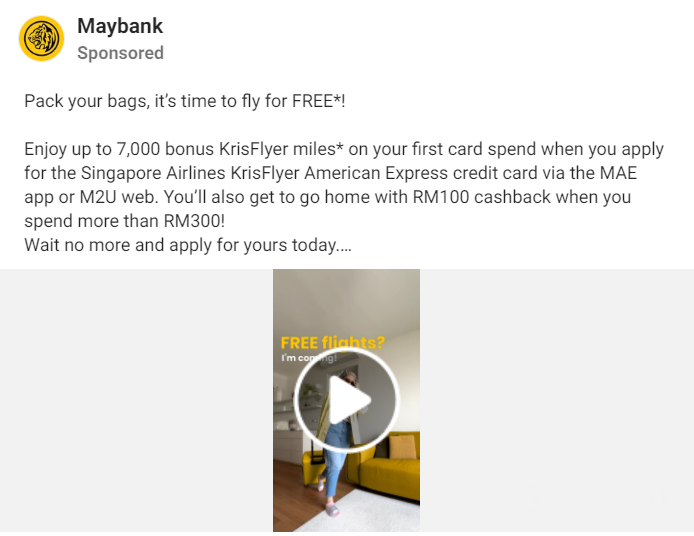 Maybank
Sponsored
Pack your bags, it’s time to fly for FREE*!
Enjoy up to 7,000 bonus KrisFlyer miles* on your first card spend when you apply
for the Singapore Airlines KrisFlyer American Express credit card via the MAE
app or M2U web. You’ll also get to go home with RM100 cashback when you
spend more than RM300!
Wait no more and apply for yours today....
FREE flights?
I'm coming!